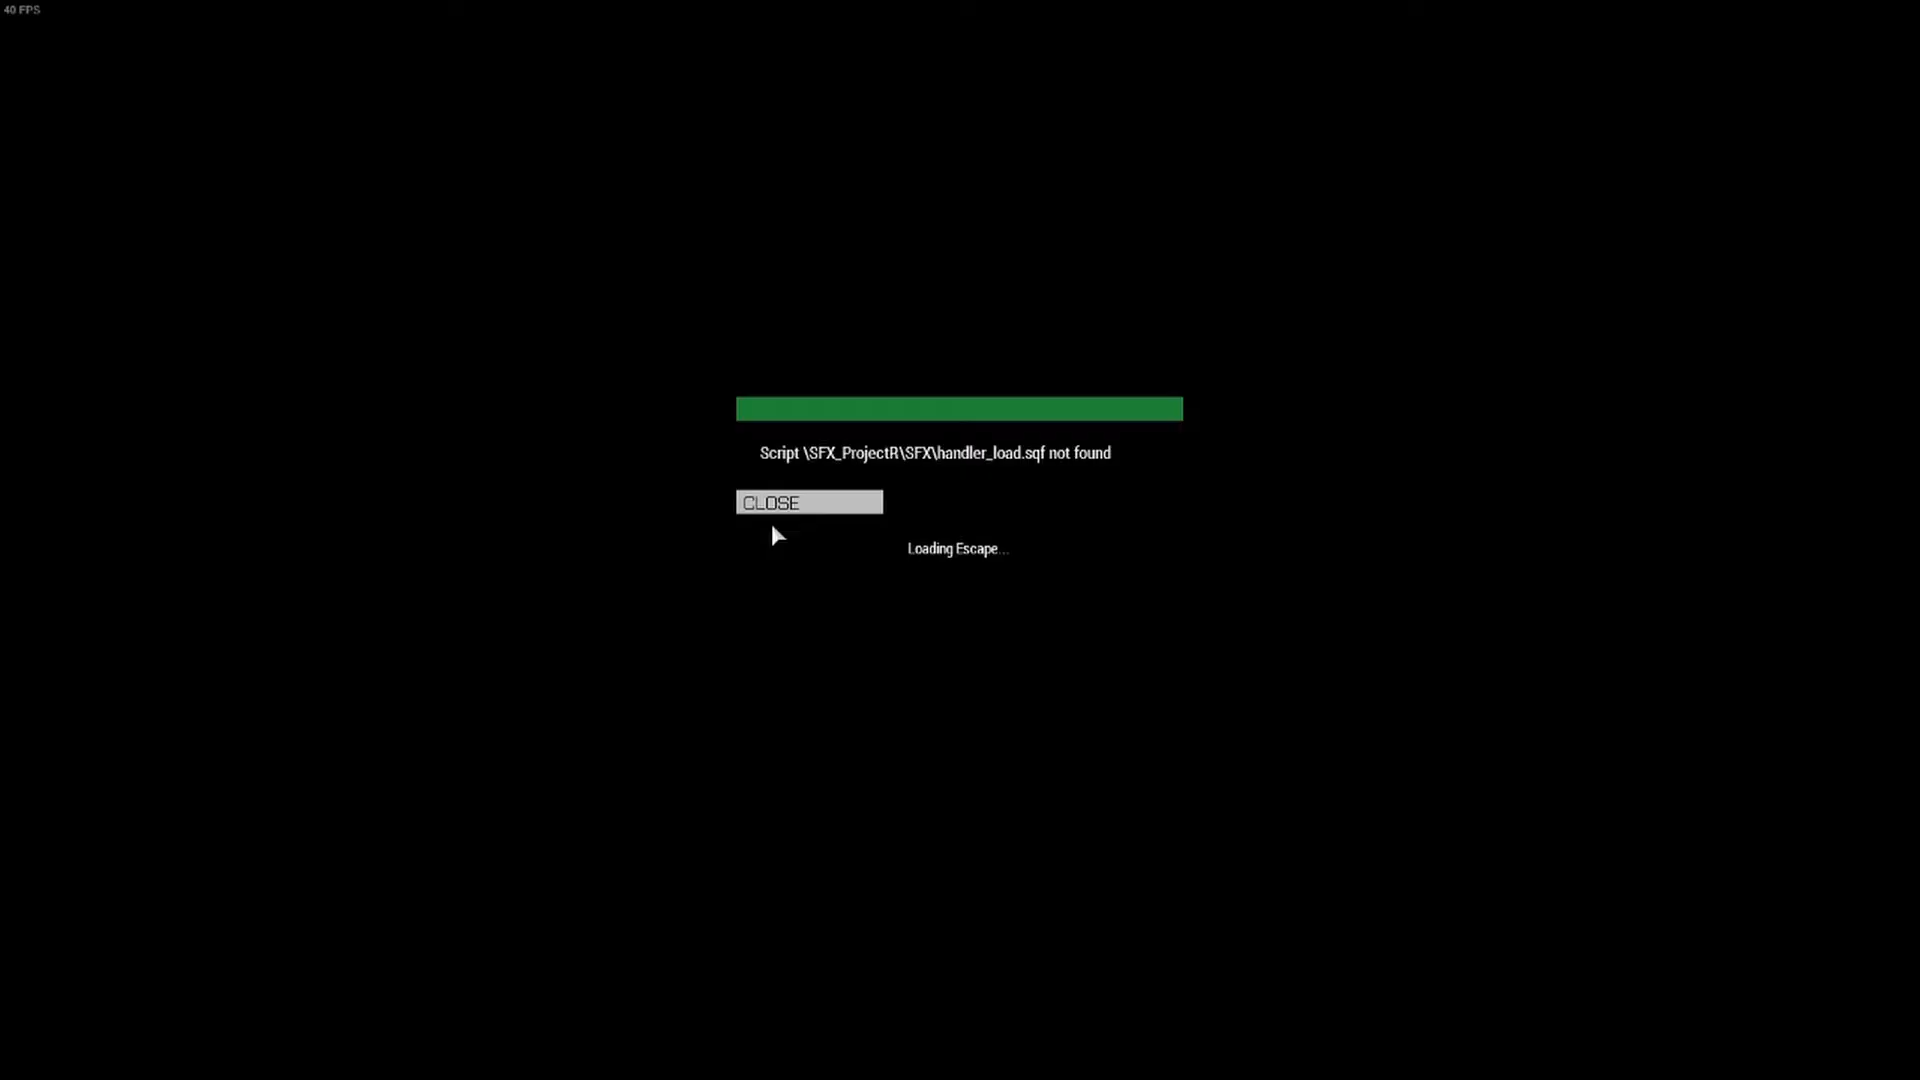 40 FPS
Script \SFX_ProjectR\SFX\handler_load.sqf not found
CLOSE
Loading Escape...